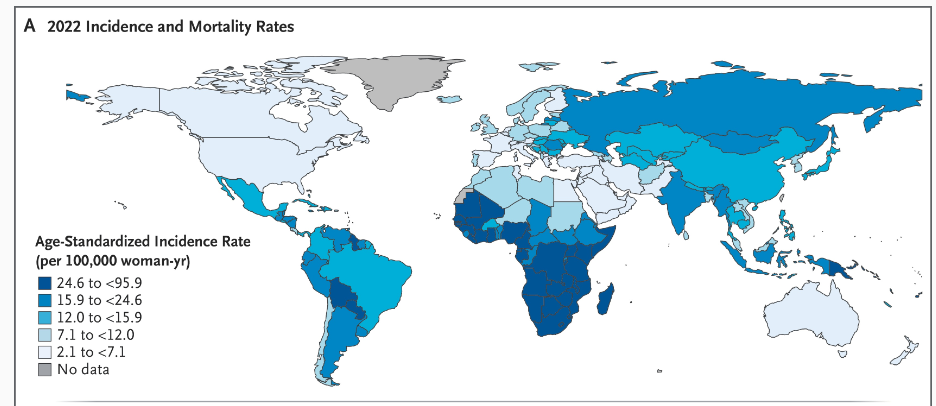 A 2022 Incidence and Mortality Rates
Age-Standardized Incidence Rate
(per 100,000 woman-yr)
24.6 to <95.9
15.9 to <24.6
12.0 to <15.9
7.1 to <12.0
2.1 to <7.1
No data